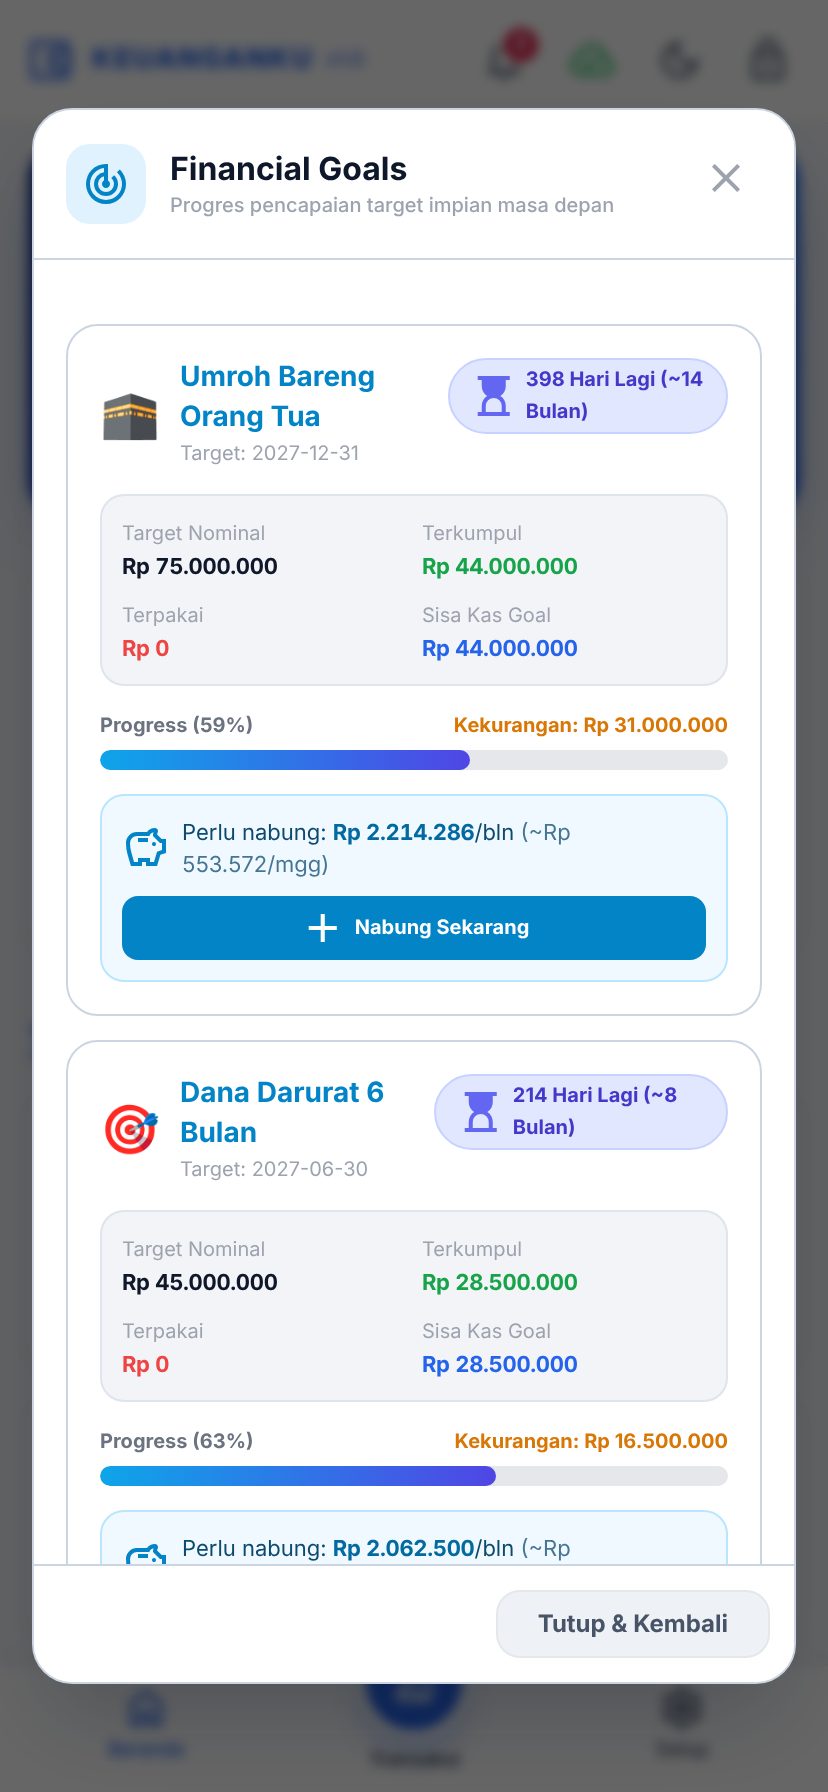 KEUANGANKU
Financial Goals
Progres pencapaian target impian masa depan
Umroh Bareng
Orang Tua
Target: 2027-12-31
398 Hari Lagi (~14
Bulan)
Target Nominal
Terkumpul
Rp 75.000.000
Rp 44.000.000
Terpakai
Sisa Kas Goal
Rp 0
Rp 44.000.000
Progress (59%)
Kekurangan: Rp 31.000.000
Perlu nabung: Rp 2.214.286/bln (~Rp
553.572/mgg)
Nabung Sekarang
Dana Darurat 6
Bulan
Target: 2027-06-30
214 Hari Lagi (~8
Bulan)
Target Nominal
Terkumpul
Rp 45.000.000
Rp 28.500.000
Terpakai
Sisa Kas Goal
Rp 0
Rp 28.500.000
Progress (63%)
Kekurangan: Rp 16.500.000
Perlu nabung: Rp 2.062.500/bln (~Rp
Tutup & Kembali
Beranda
Transaksi